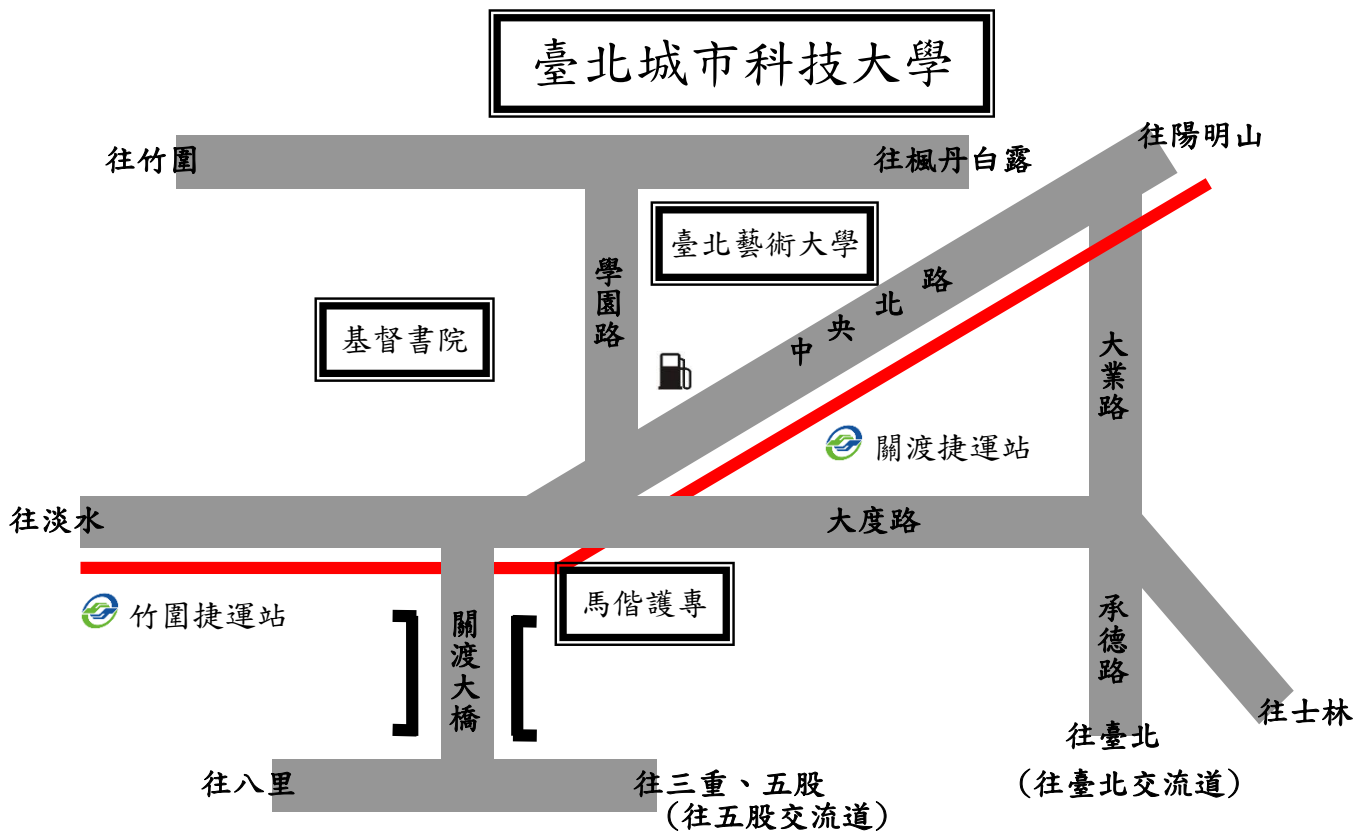 臺北城市科技大學
往竹圍
往楓丹白露
往陽明山
臺北藝術大學
學園路
中央北路
基督書院
大業路
關渡捷運站
往淡水
大度路
竹圍捷運站
關渡大橋
馬偕護專
承德路
往士林
往臺北
(往臺北交流道)
往八里
往三重、五股
(往五股交流道)